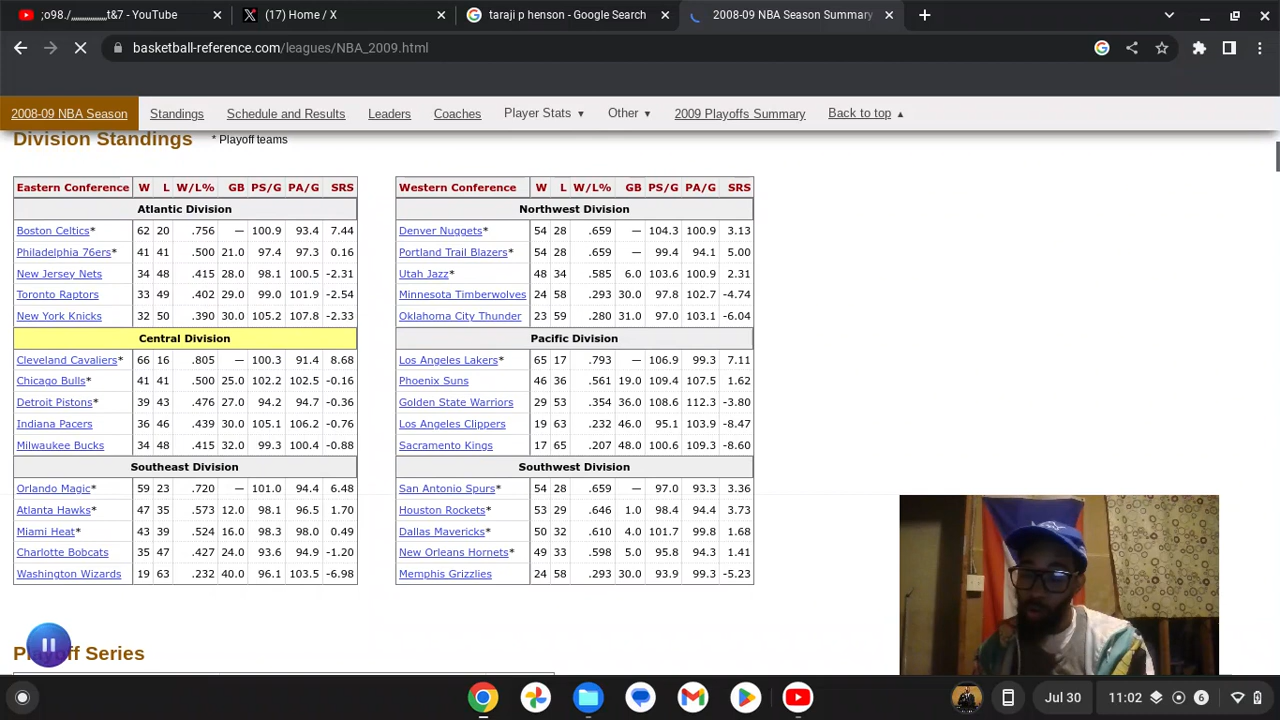 ;o98./,,,,,,,,,,,,,,,,t&7 - YouTube
(17) Home / X
taraji p henson - Google Search
2008-09 NBA Season Summary
basketball-reference.com/leagues/NBA_2009.html
2008-09 NBA Season Standings Schedule and Results Leaders Coaches Player Stats ▼ Other ▼ 2009 Playoffs Summary Back to top ▲
Division Standings * Playoff teams
Eastern Conference W L W/L% GB PS/G PA/G SRS
Atlantic Division
Boston Celtics* 62 20 .756 — 100.9 93.4 7.44
Philadelphia 76ers* 41 41 .500 21.0 97.4 97.3 0.16
New Jersey Nets 34 48 .415 28.0 98.1 100.5 -2.31
Toronto Raptors 33 49 .402 29.0 99.0 101.9 -2.54
New York Knicks 32 50 .390 30.0 105.2 107.8 -2.33
Central Division
Cleveland Cavaliers* 66 16 .805 — 100.3 91.4 8.68
Chicago Bulls* 41 41 .500 25.0 102.2 102.5 -0.16
Detroit Pistons* 39 43 .476 27.0 94.2 94.7 -0.36
Indiana Pacers 36 46 .439 30.0 105.1 106.2 -0.76
Milwaukee Bucks 34 48 .415 32.0 99.3 100.4 -0.88
Southeast Division
Orlando Magic* 59 23 .720 — 101.0 94.4 6.48
Atlanta Hawks* 47 35 .573 12.0 98.1 96.5 1.70
Miami Heat* 43 39 .524 16.0 98.3 98.0 0.49
Charlotte Bobcats 35 47 .427 24.0 93.6 94.9 -1.20
Washington Wizards 19 63 .232 40.0 96.1 103.5 -6.98
Western Conference W L W/L% GB PS/G PA/G SRS
Northwest Division
Denver Nuggets* 54 28 .659 — 104.3 100.9 3.13
Portland Trail Blazers* 54 28 .659 — 99.4 94.1 5.00
Utah Jazz* 48 34 .585 6.0 103.6 100.9 2.31
Minnesota Timberwolves 24 58 .293 30.0 97.8 102.7 -4.74
Oklahoma City Thunder 23 59 .280 31.0 97.0 103.1 -6.04
Pacific Division
Los Angeles Lakers* 65 17 .793 — 106.9 99.3 7.11
Phoenix Suns 46 36 .561 19.0 109.4 107.5 1.62
Golden State Warriors 29 53 .354 36.0 108.6 112.3 -3.80
Los Angeles Clippers 19 63 .232 46.0 95.1 103.9 -8.47
Sacramento Kings 17 65 .207 48.0 100.6 109.3 -8.60
Southwest Division
San Antonio Spurs* 54 28 .659 — 97.0 93.3 3.36
Houston Rockets* 53 29 .646 1.0 98.4 94.4 3.73
Dallas Mavericks* 50 32 .610 4.0 101.7 99.8 1.68
New Orleans Hornets* 49 33 .598 5.0 95.8 94.3 1.41
Memphis Grizzlies 24 58 .293 30.0 93.9 99.3 -5.23
Playoff Series
Jul 30 11:02 6